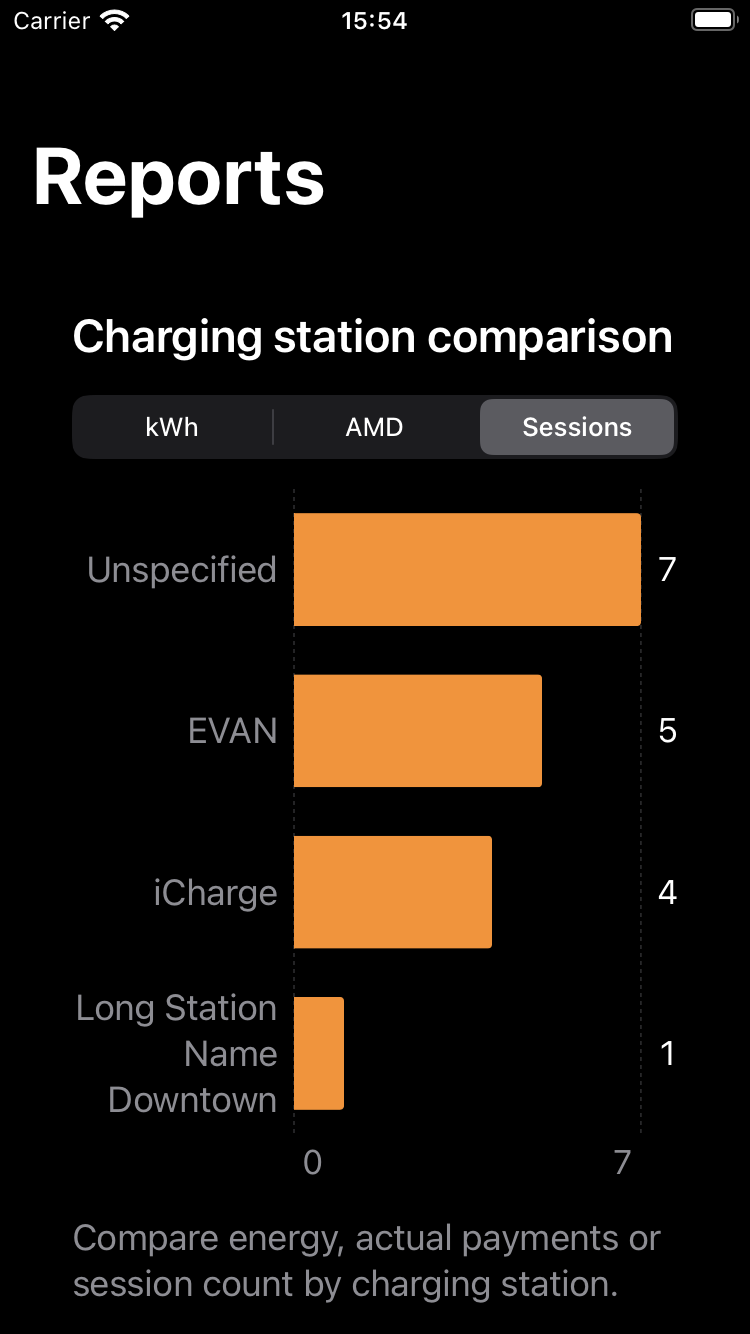 Carrier 15:54
Reports
Charging station comparison
kWh AMD Sessions
Unspecified 7
EVAN 5
iCharge 4
Long Station
Name 1
Downtown
0 7
Compare energy, actual payments or
session count by charging station.